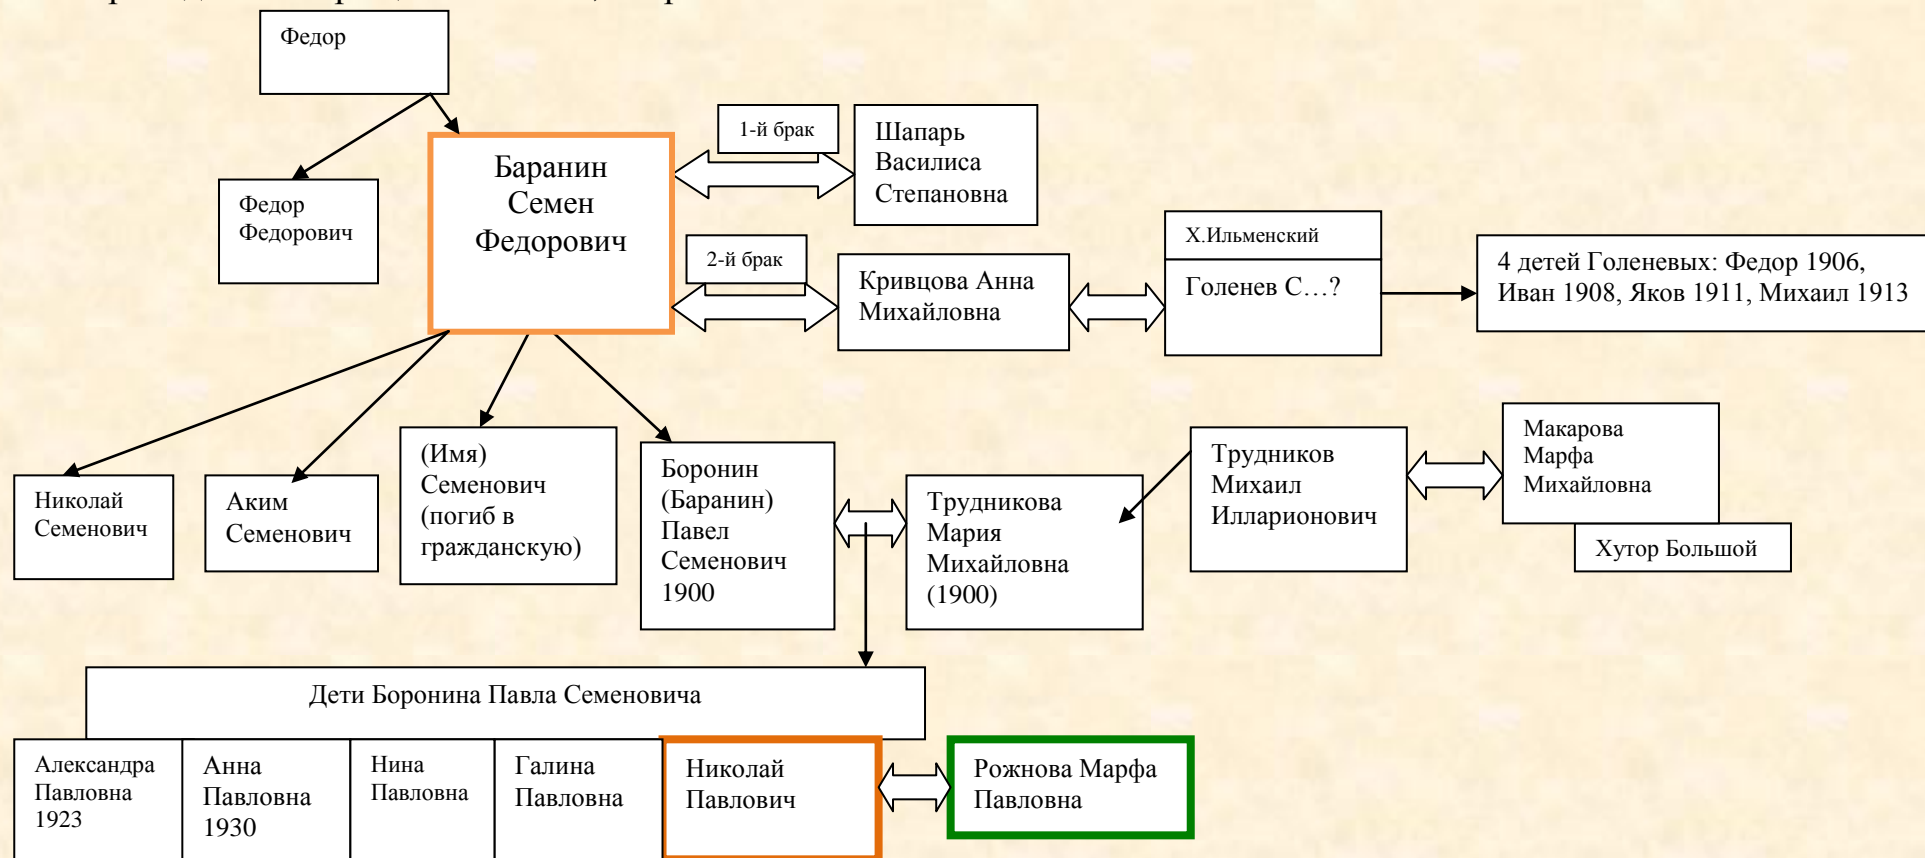 Федор
Федор
Федорович
Баранин
Семен
Федорович
1-й брак
Шапарь
Василиса
Степановна
2-й брак
Кривцова Анна
Михайловна
Х.Ильменский
Голенев С…?
4 детей Голеневых: Федор 1906,
Иван 1908, Яков 1911, Михаил 1913
Николай
Семенович
Аким
Семенович
(Имя)
Семенович
(погиб в
гражданскую)
Боронин
(Баранин)
Павел
Семенович
1900
Трудникова
Мария
Михайловна
(1900)
Трудников
Михаил
Илларионович
Макарова
Марфа
Михайловна
Хутор Большой
Дети Боронина Павла Семеновича
Александра
Павловна
1923
Анна
Павловна
1930
Нина
Павловна
Галина
Павловна
Николай
Павлович
Рожнова Марфа
Павловна